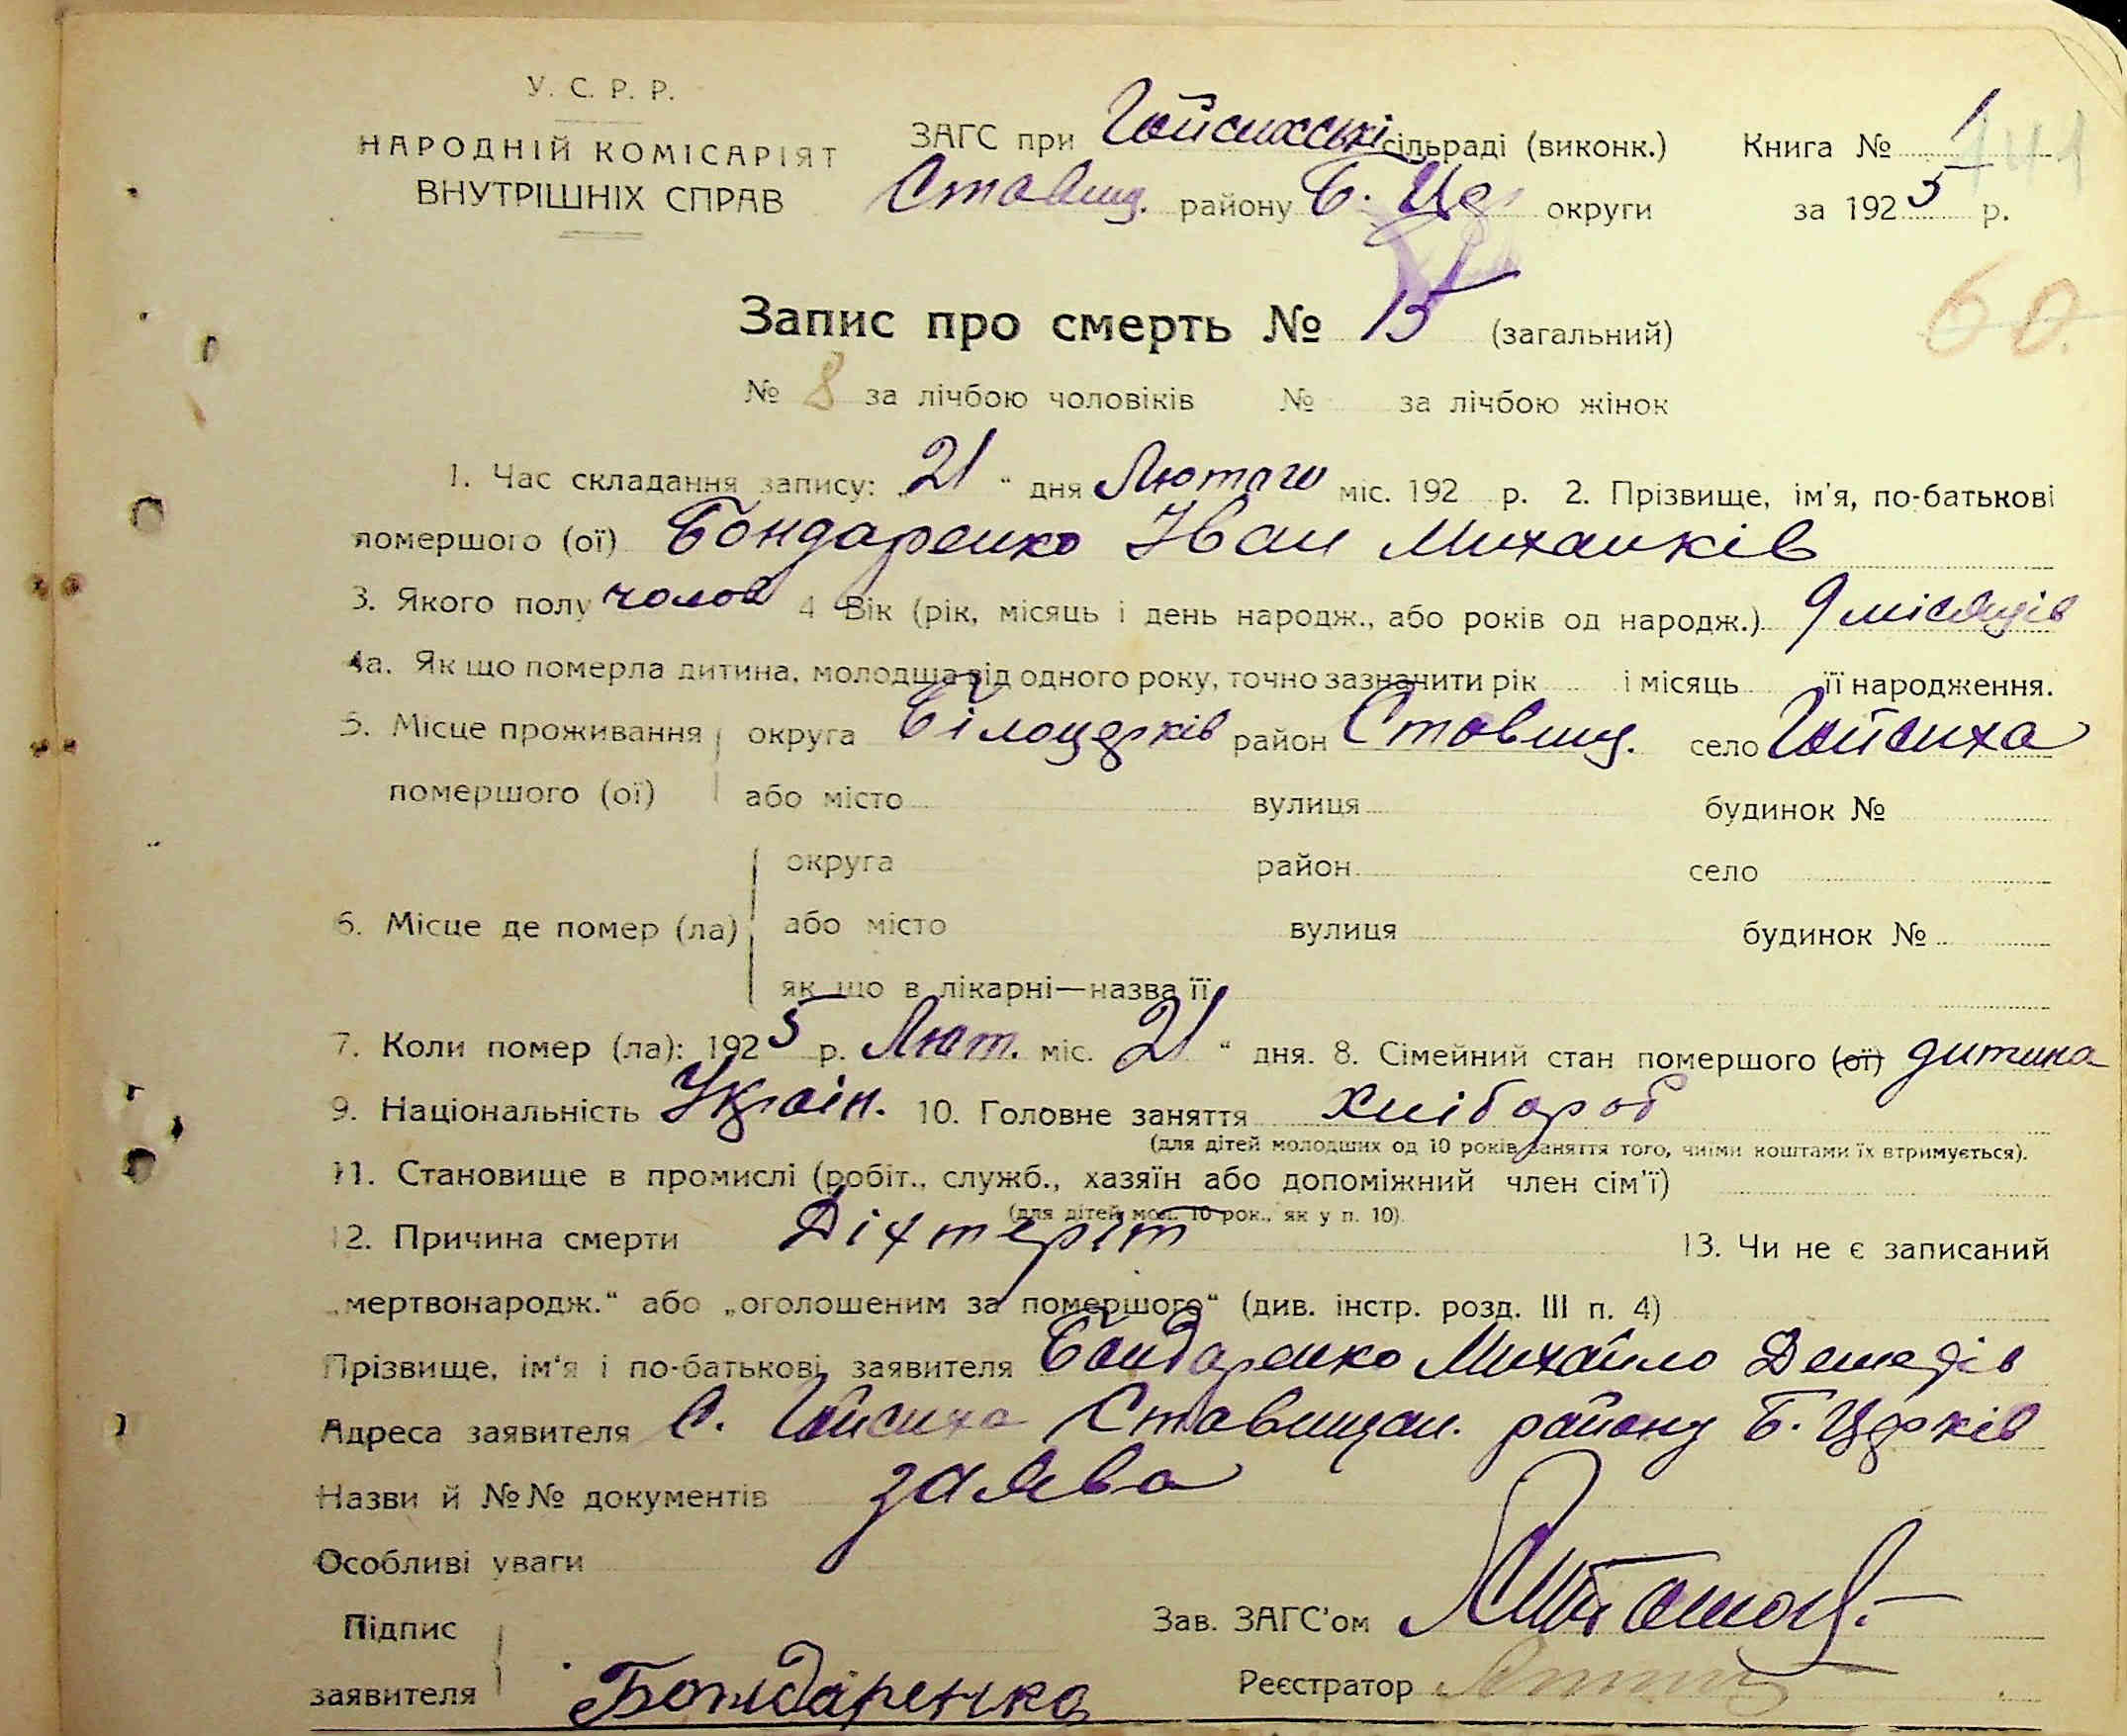 У. С. Р. Р.
НАРОДНІЙ КОМІСАРІЯТ
ВНУТРІШНІХ СПРАВ
ЗАГС при Гойсихські сільраді (виконк.) Книга № 1 141
Ставищ. району Б. Цр округи за 1925 р.
60
Запис про смерть № 15 (загальний)
№ 8 за лічбою чоловіків № за лічбою жінок
1. Час складання запису: „21“ дня Лютаго міс. 192 р. 2. Прізвище, ім'я, по-батькові
помершого (ої) Бондаренко Іван Михайлів
3. Якого полу чолов 4 Вік (рік, місяць і день народж., або років од народж.) 9 місяців
4а. Як що померла дитина, молодша від одного року, точно зазначити рік і місяць її народження.
5. Місце проживання округа Білоцерків район Ставищ. село Гойсиха
помершого (ої) або місто вулиця будинок №
округа район село
6. Місце де помер (ла) або місто вулиця будинок №
як що в лікарні—назва її
7. Коли помер (ла): 1925 р. Лют. міс. 21“ дня. 8. Сімейний стан помершого (ої) дитина
9. Національність Україн. 10. Головне заняття хлібороб
(для дітей молодших од 10 років заняття того, чиїми коштами їх втримується).
11. Становище в промислі (робіт., служб., хазяїн або допоміжний член сім'ї)
(для дітей мол. 10 рок., як у п. 10).
12. Причина смерти Діхтеріт 13. Чи не є записаний
„мертвонародж.“ або „оголошеним за помершого“ (див. інстр. розд. III п. 4)
Прізвище, ім'я і по-батькові заявителя Бондаренко Михайло
Адреса заявителя С. Гойсиха Ставищан. району Б. Церків
Назви й №№ документів заява
Особливі уваги
Підпис
заявителя Бондаренко
Зав. ЗАГС'ом
Реєстратор